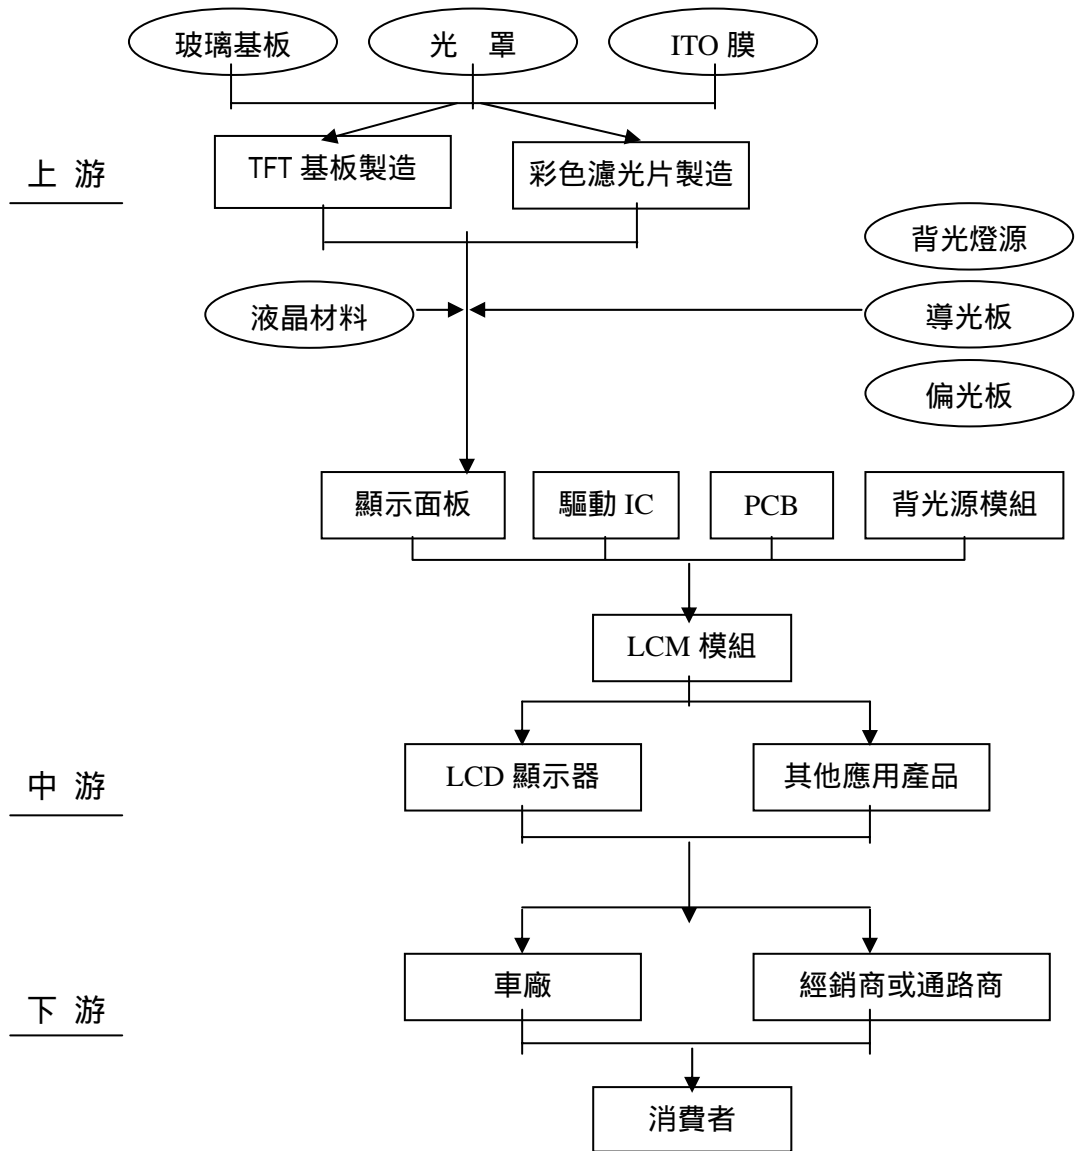 玻璃基板
光 罩
ITO 膜
上 游
TFT 基板製造
彩色濾光片製造
背光燈源
液晶材料
導光板
偏光板
顯示面板
驅動 IC
PCB
背光源模組
LCM 模組
中 游
LCD 顯示器
其他應用產品
下 游
車廠
經銷商或通路商
消費者